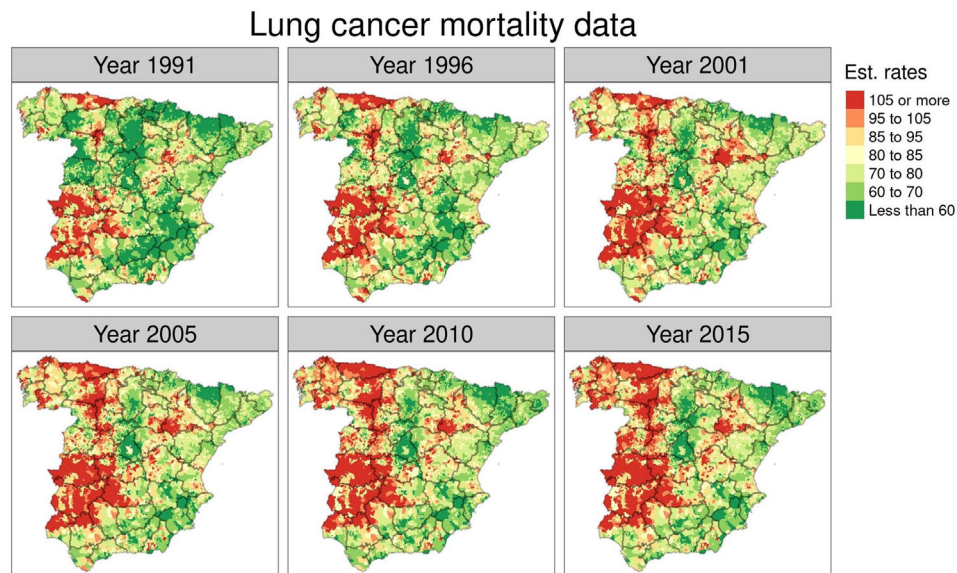 Lung cancer mortality data
Year 1991
Year 1996
Year 2001
Est. rates
105 or more
95 to 105
85 to 95
80 to 85
70 to 80
60 to 70
Less than 60
Year 2005
Year 2010
Year 2015